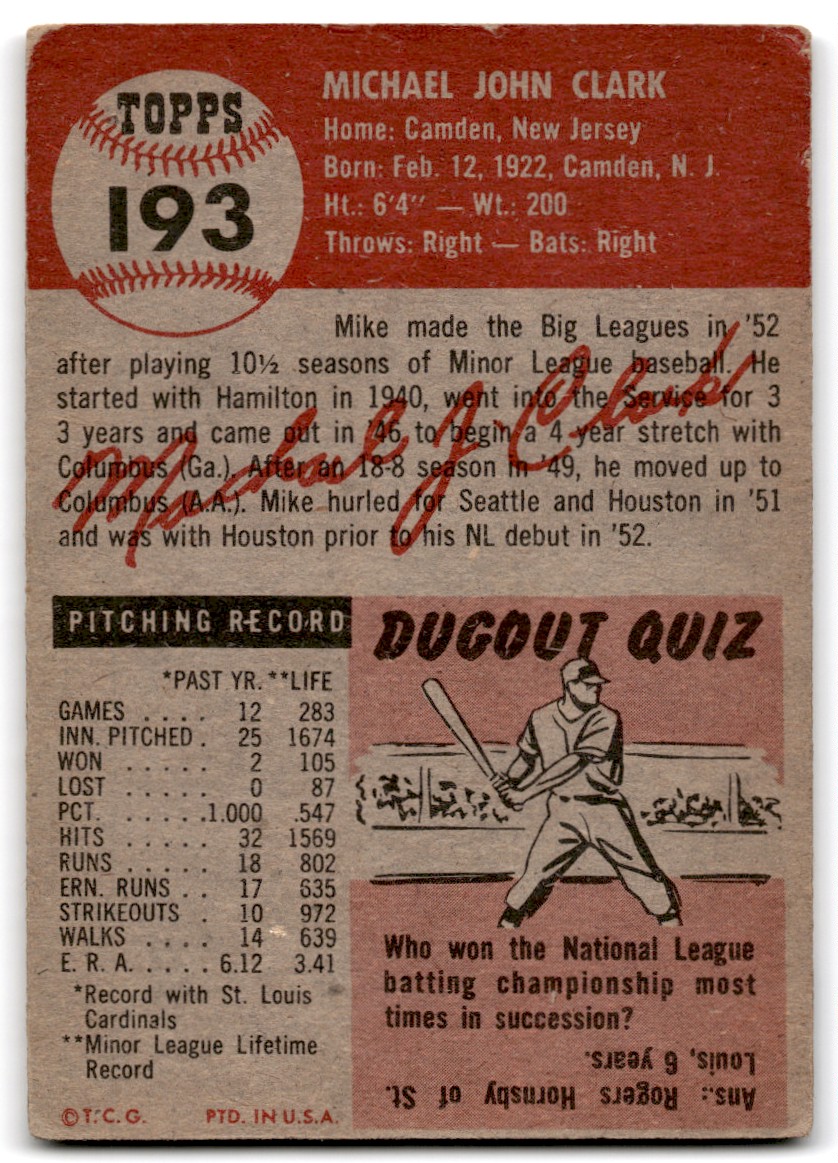 TOPPS
193
MICHAEL JOHN CLARK
Home: Camden, New Jersey
Born: Feb. 12, 1922, Camden, N. J.
Ht.: 6'4" — Wt.: 200
Throws: Right — Bats: Right
Mike made the Big Leagues in '52
after playing 10½ seasons of Minor League baseball. He
started with Hamilton in 1940, went into the Service for 3
3 years and came out in '46 to begin a 4 year stretch with
Columbus (Ga.). After an 18-8 season in '49, he moved up to
Columbus (A.A.). Mike hurled for Seattle and Houston in '51
and was with Houston prior to his NL debut in '52.
Michael J. Clark
PITCHING RECORD
*PAST YR. **LIFE
GAMES . . . . 12 283
INN. PITCHED . 25 1674
WON . . . . . 2 105
LOST . . . . . 0 87
PCT. . . . . .1.000 .547
HITS . . . . . 32 1569
RUNS . . . . . 18 802
ERN. RUNS . . 17 635
STRIKEOUTS . 10 972
WALKS . . . . 14 639
E. R. A. . . . . 6.12 3.41
*Record with St. Louis
Cardinals
**Minor League Lifetime
Record
©T.C.G. PTD. IN U.S.A.
DUGOUT QUIZ
Who won the National League
batting championship most
times in succession?
Ans.: Rogers Hornsby of St.
Louis, 6 years.